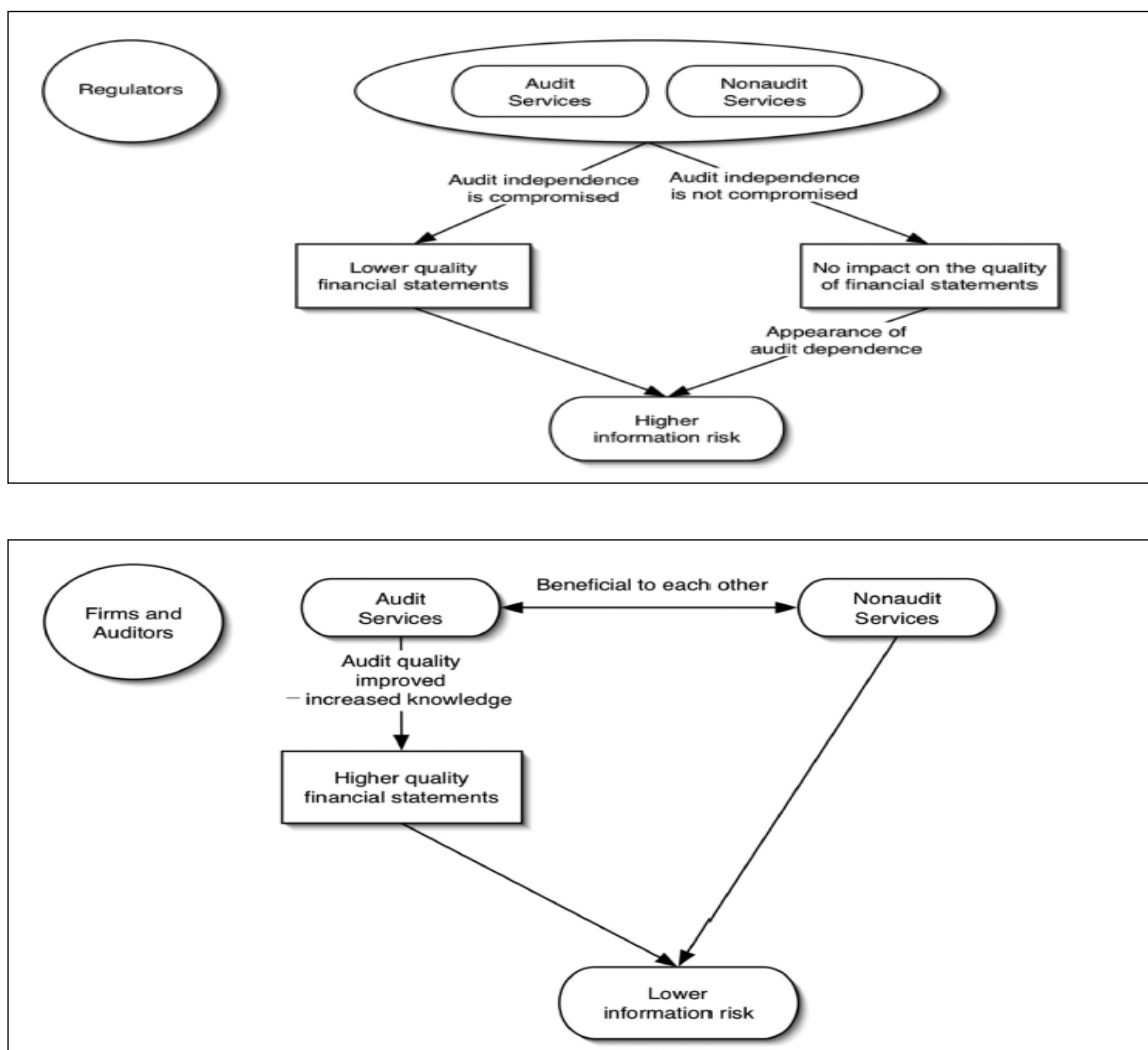 Regulators
Audit
Services
Nonaudit
Services
Audit independence
is compromised
Audit independence
is not compromised
Lower quality
financial statements
No impact on the quality
of financial statements
Appearance of
audit dependence
Higher
information risk
Firms and
Auditors
Audit
Services
Beneficial to each other
Nonaudit
Services
Audit quality
improved
– increased knowledge
Higher quality
financial statements
Lower
information risk